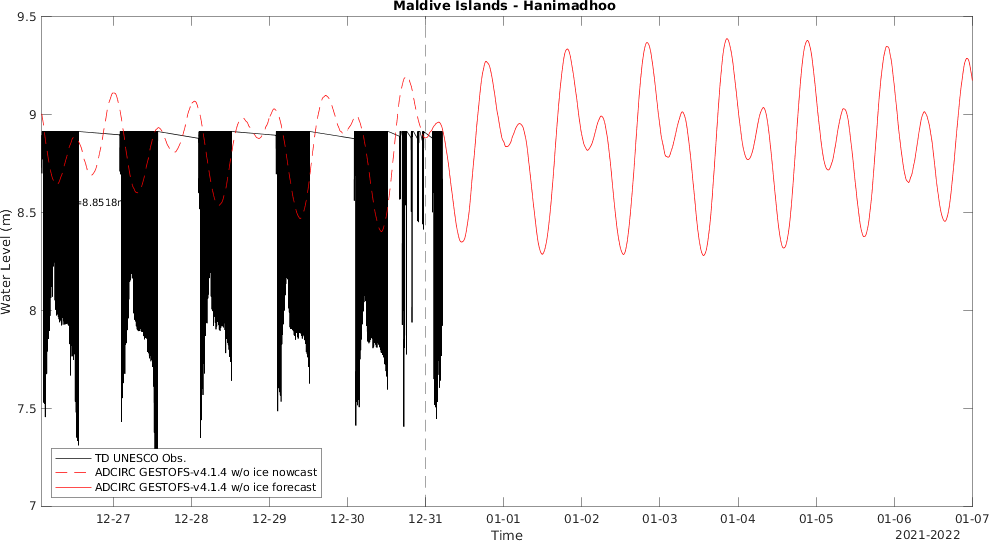 Maldive Islands - Hanimadhoo
9.5
9
8.5
8
7.5
7
Water Level (m)
=8.8518m
TD UNESCO Obs.
ADCIRC GESTOFS-v4.1.4 w/o ice nowcast
ADCIRC GESTOFS-v4.1.4 w/o ice forecast
12-27 12-28 12-29 12-30 12-31 01-01 01-02 01-03 01-04 01-05 01-06 01-07
Time
2021-2022